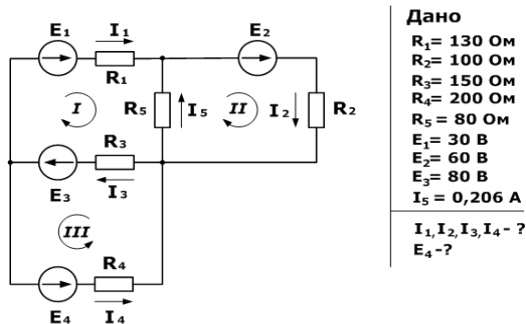 E₁ I₁ E₂
R₁
I R₅ I₅ II I₂ R₂
R₃
E₃ I₃
III
R₄
E₄ I₄
Дано
R₁= 130 Ом
R₂= 100 Ом
R₃= 150 Ом
R₄= 200 Ом
R₅= 80 Ом
E₁= 30 В
E₂= 60 В
E₃= 80 В
I₅ = 0,206 А
I₁,I₂,I₃,I₄- ?
E₄-?